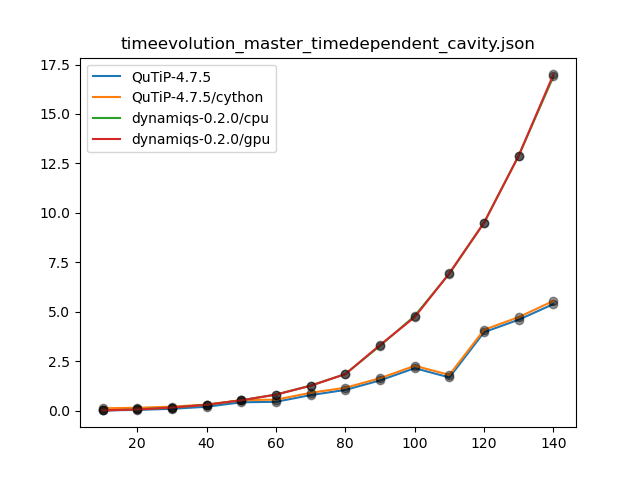 timeevolution_master_timedependent_cavity.json
QuTiP-4.7.5
QuTiP-4.7.5/cython
dynamiqs-0.2.0/cpu
dynamiqs-0.2.0/gpu
17.5
15.0
12.5
10.0
7.5
5.0
2.5
0.0
20 40 60 80 100 120 140